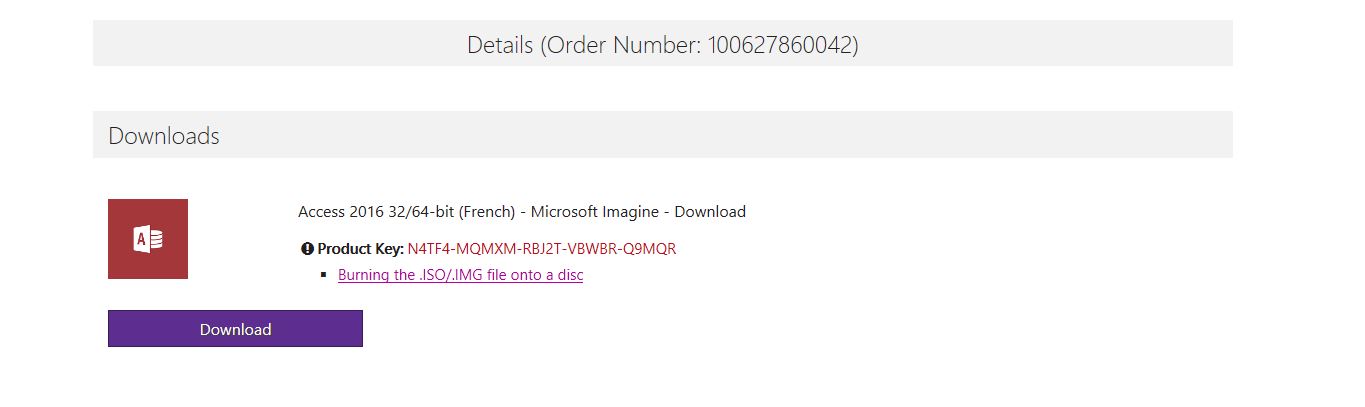 Details (Order Number: 100627860042)
Downloads
A
Access 2016 32/64-bit (French) - Microsoft Imagine - Download
Product Key: N4TF4-MQMXM-RBJ2T-VBWBR-Q9MQR
Burning the .ISO/.IMG file onto a disc
Download